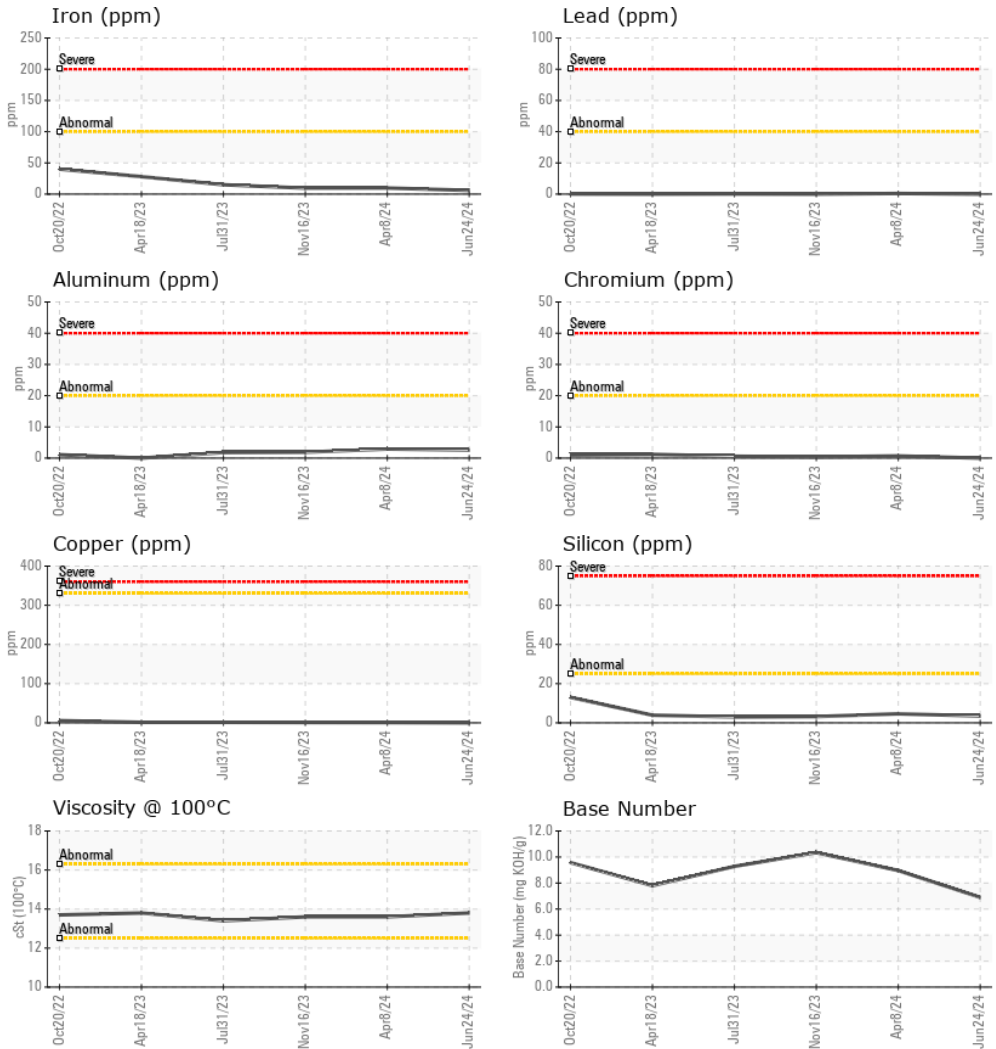 Iron (ppm)
250
200
150
100
50
0
ppm
Severe
Abnormal
Oct20/22
Apr18/23
Jul31/23
Nov16/23
Apr8/24
Jun24/24
Lead (ppm)
100
80
60
40
20
0
ppm
Severe
Abnormal
Oct20/22
Apr18/23
Jul31/23
Nov16/23
Apr8/24
Jun24/24
Aluminum (ppm)
50
40
30
20
10
0
ppm
Severe
Abnormal
Oct20/22
Apr18/23
Jul31/23
Nov16/23
Apr8/24
Jun24/24
Chromium (ppm)
50
40
30
20
10
0
ppm
Severe
Abnormal
Oct20/22
Apr18/23
Jul31/23
Nov16/23
Apr8/24
Jun24/24
Copper (ppm)
400
300
200
100
0
ppm
Severe
Abnormal
Oct20/22
Apr18/23
Jul31/23
Nov16/23
Apr8/24
Jun24/24
Silicon (ppm)
80
60
40
20
0
ppm
Severe
Abnormal
Oct20/22
Apr18/23
Jul31/23
Nov16/23
Apr8/24
Jun24/24
Viscosity @ 100°C
18
16
14
12
10
cSt (100°C)
Abnormal
Abnormal
Oct20/22
Apr18/23
Jul31/23
Nov16/23
Apr8/24
Jun24/24
Base Number
12.0
10.0
8.0
6.0
4.0
2.0
0.0
Base Number (mg KOH/g)
Oct20/22
Apr18/23
Jul31/23
Nov16/23
Apr8/24
Jun24/24